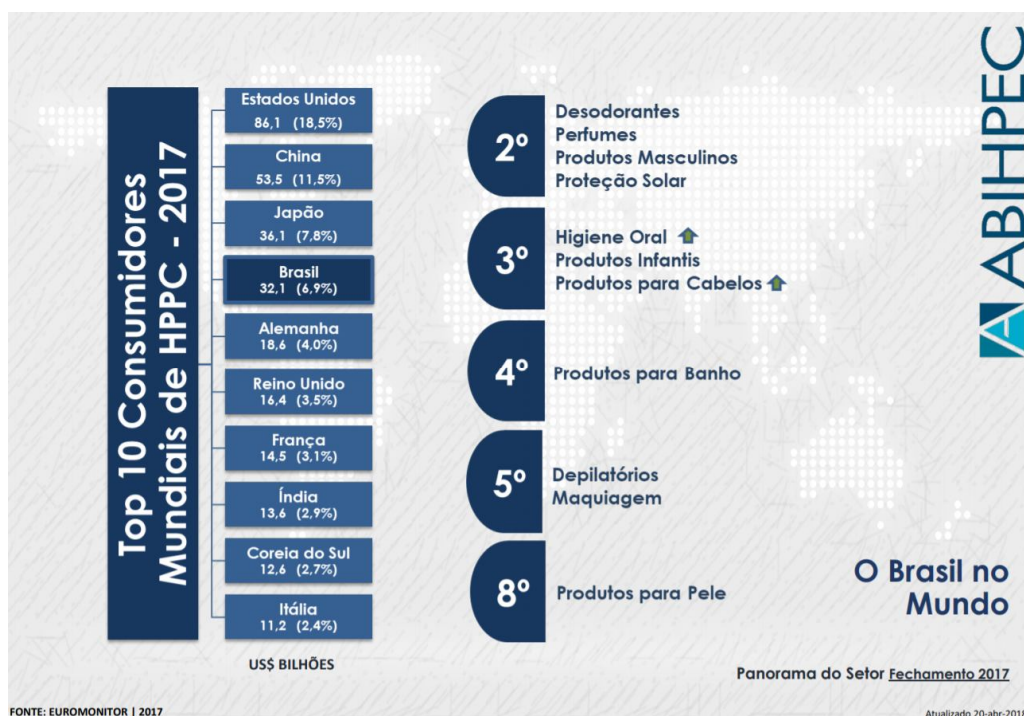 Top 10 Consumidores
Mundiais de HPPC - 2017
Estados Unidos
86,1 (18,5%)
China
53,5 (11,5%)
Japão
36,1 (7,8%)
Brasil
32,1 (6,9%)
Alemanha
18,6 (4,0%)
Reino Unido
16,4 (3,5%)
França
14,5 (3,1%)
Índia
13,6 (2,9%)
Coreia do Sul
12,6 (2,7%)
Itália
11,2 (2,4%)
US$ BILHÕES
2º
Desodorantes
Perfumes
Produtos Masculinos
Proteção Solar
3º
Higiene Oral
Produtos Infantis
Produtos para Cabelos
4º
Produtos para Banho
5º
Depilatórios
Maquiagem
8º
Produtos para Pele
ABIHPEC
O Brasil no
Mundo
Panorama do Setor Fechamento 2017
FONTE: EUROMONITOR | 2017
Atualizado 20-abr-2018